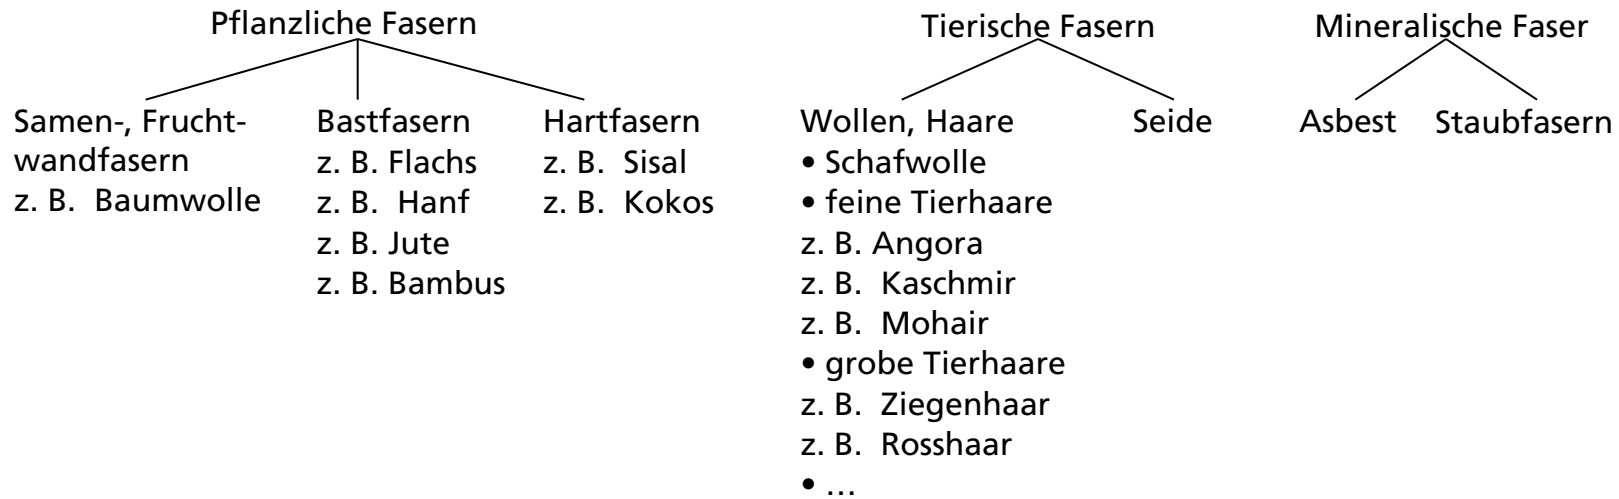 Pflanzliche Fasern
Samen-, Frucht-
wandfasern
z. B. Baumwolle
Bastfasern
z. B. Flachs
z. B. Hanf
z. B. Jute
z. B. Bambus
Hartfasern
z. B. Sisal
z. B. Kokos
Tierische Fasern
Wollen, Haare
• Schafwolle
• feine Tierhaare
z. B. Angora
z. B. Kaschmir
z. B. Mohair
• grobe Tierhaare
z. B. Ziegenhaar
z. B. Rosshaar
• ...
Seide
Mineralische Faser
Asbest
Staubfasern